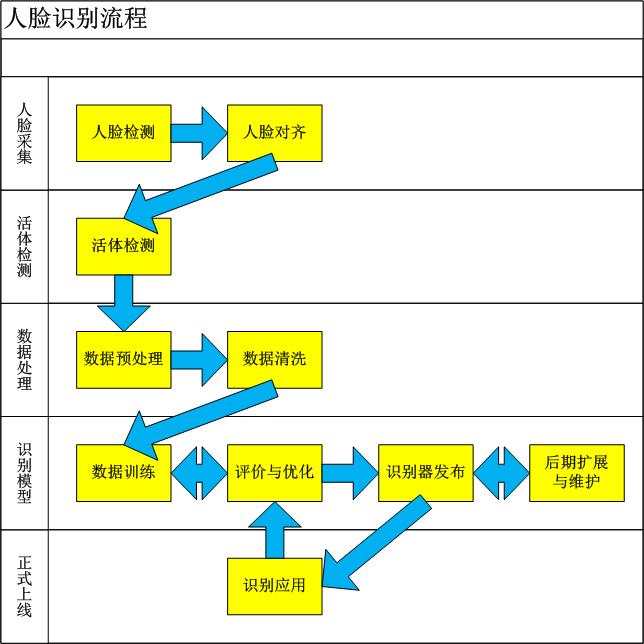 人脸识别流程
人脸采集
人脸检测
人脸对齐
活体检测
活体检测
数据处理
数据预处理
数据清洗
识别模型
数据训练
评价与优化
识别器发布
后期扩展
与维护
正式上线
识别应用